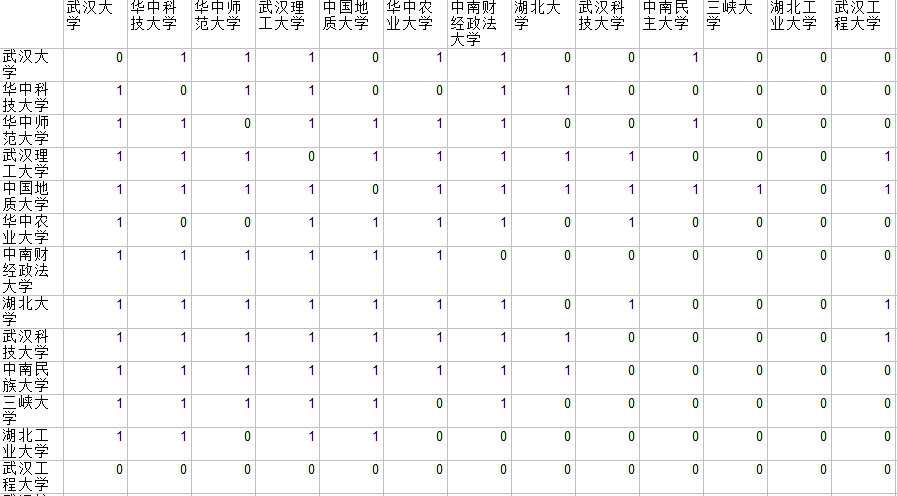 武汉大
学
华中科
技大学
华中师
范大学
武汉理
工大学
中国地
质大学
华中农
业大学
中南财
经政法
大学
湖北大
学
武汉科
技大学
中南民
主大学
三峡大
学
湖北工
业大学
武汉工
程大学
武汉大
学
0 1 1 1 0 1 1 0 0 1 0 0 0
华中科
技大学
1 0 1 1 0 0 1 1 0 0 0 0 0
华中师
范大学
1 1 0 1 1 1 1 0 0 1 0 0 0
武汉理
工大学
1 1 1 0 1 1 1 1 1 0 0 0 1
中国地
质大学
1 1 1 1 0 1 1 1 1 1 1 0 1
华中农
业大学
1 0 0 1 1 1 1 0 1 0 0 0 0
中南财
经政法
大学
1 1 1 1 1 1 0 0 0 0 0 0 0
湖北大
学
1 1 1 1 1 1 1 0 1 0 0 0 1
武汉科
技大学
1 1 1 1 1 1 1 1 0 0 0 0 1
中南民
族大学
1 1 1 1 1 1 1 1 0 0 0 0 0
三峡大
学
1 1 1 1 1 0 1 0 0 0 0 0 0
湖北工
业大学
1 1 0 1 1 0 0 0 0 0 0 0 0
武汉工
程大学
0 0 0 0 0 0 0 0 0 0 0 0 0